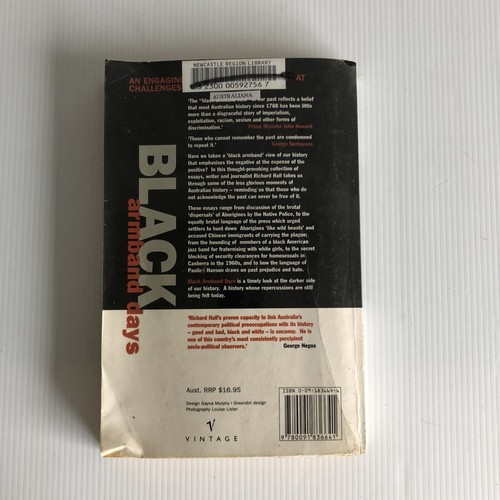 NEWCASTLE REGION LIBRARY
AN ENGAGING
AT
CHALLENGES
2300 00592756 7
AUSTRALIANA
'The "black armband view" of our past reflects a belief
that most Australian history since 1788 has been little
more than a disgraceful story of imperialism,
exploitation, racism, sexism and other forms of
discrimination.'
Prime Minister John Howard
'Those who cannot remember the past are condemned
to repeat it.'
George Santayana
Have we taken a 'black armband' view of our history
that emphasises the negative at the expense of the
positive? In this thought-provoking collection of
essays, writer and journalist Richard Hall takes us
through some of the less glorious moments of
Australian history – reminding us that those who do
not acknowledge the past can never be free of it.
These essays range from discussion of the brutal
'dispersals' of Aborigines by the Native Police, to the
equally brutal language of the press which urged
settlers to hunt down Aborigines 'like wild beasts' and
accused Chinese immigrants of carrying the plague;
from the hounding of members of a black American
jazz band for fraternising with white girls, to the secret
blocking of security clearances for homosexuals in
Canberra in the 1960s, and to how the language of
Pauline Hanson draws on past prejudice and hate.
Black Armband Days is a timely look at the darker side
of our history. A history whose repercussions are still
being felt today.
BLACK
armband days
'Richard Hall's proven capacity to link Australia's
contemporary political preoccupations with its history
– good and bad, black and white – is uncanny. He is
one of this country's most consistently percipient
socio-political observers.'
George Negus
Aust. RRP $16.95
Design Gayna Murphy / Greendot design
Photography Louise Lister
V
VINTAGE
ISBN 0-09-183664-6
9780091836641